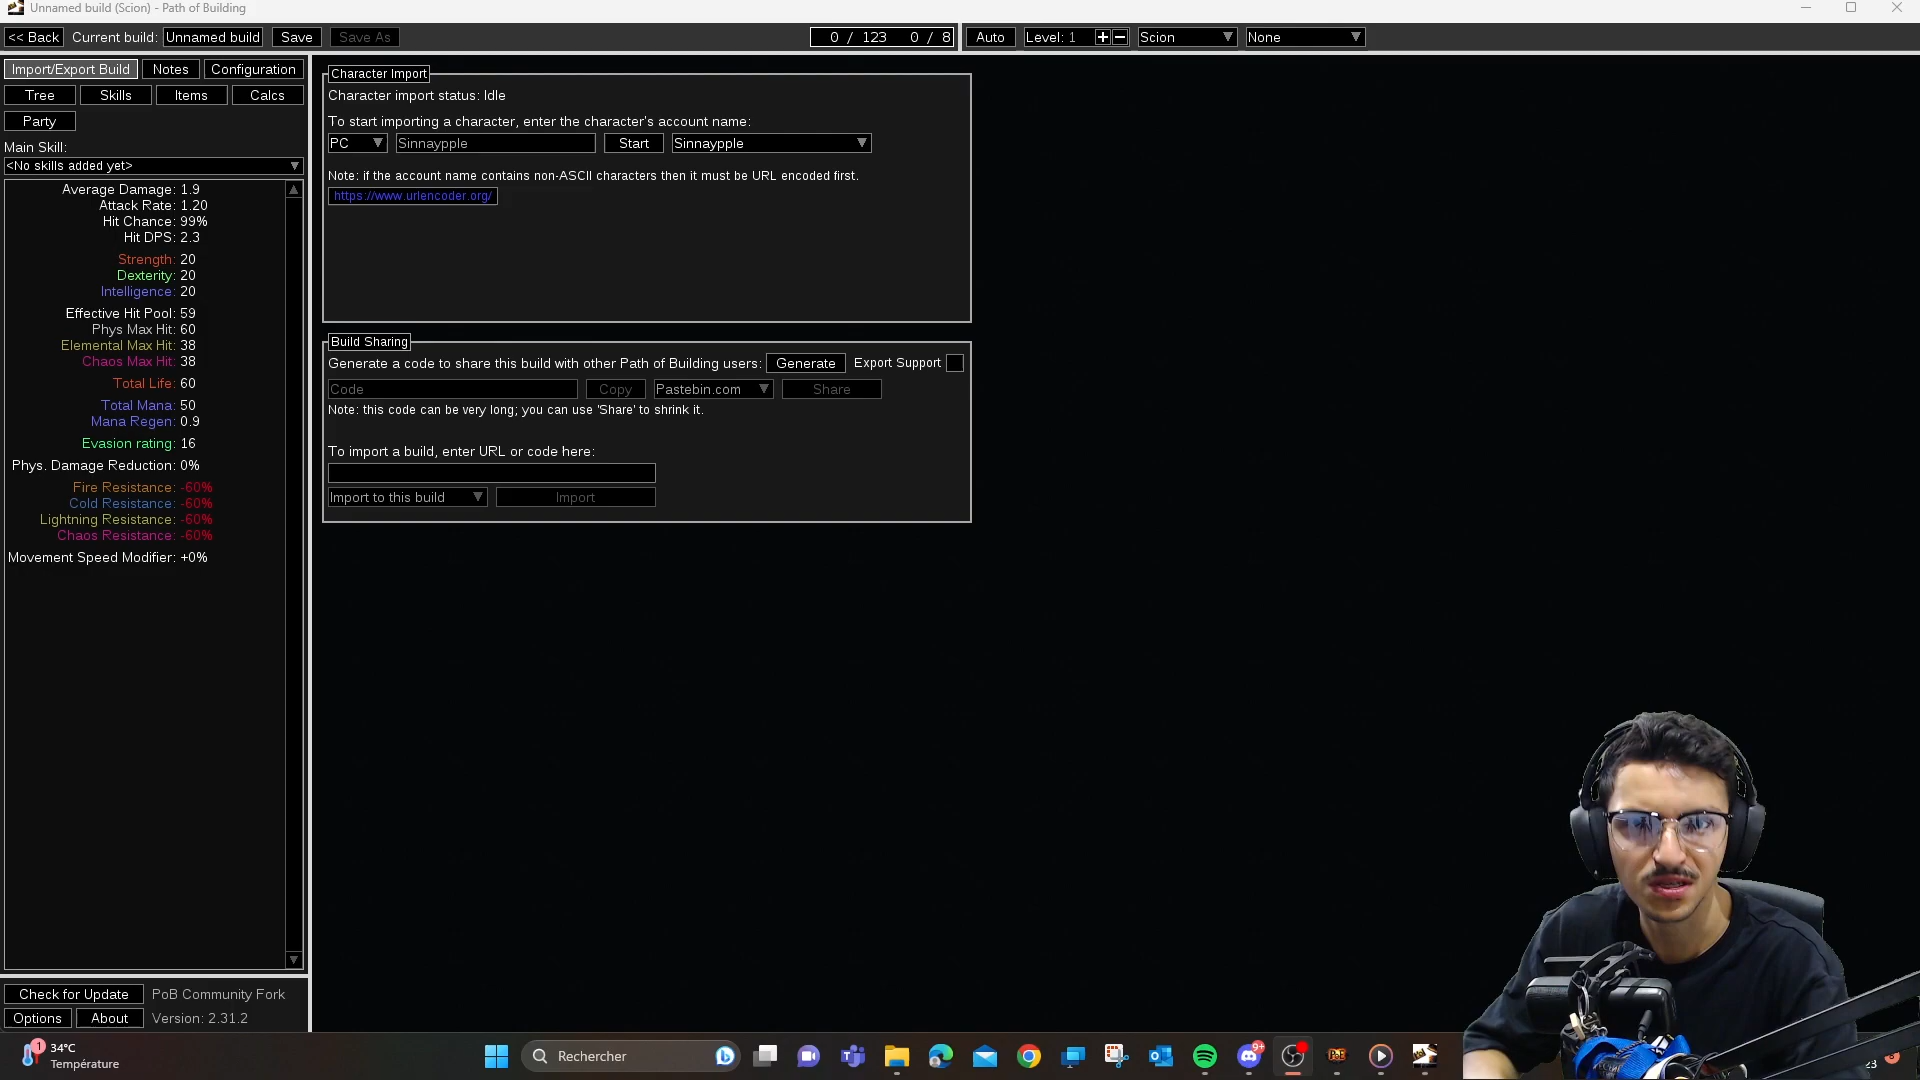 Unnamed build (Scion) - Path of Building
<< Back Current build: Unnamed build Save Save As 0 / 123 0 / 8 Auto Level: 1 Scion None
Import/Export Build Notes Configuration
Tree Skills Items Calcs
Party
Main Skill:
<No skills added yet>
Average Damage: 1.9
Attack Rate: 1.20
Hit Chance: 99%
Hit DPS: 2.3
Strength: 20
Dexterity: 20
Intelligence: 20
Effective Hit Pool: 59
Phys Max Hit: 60
Elemental Max Hit: 38
Chaos Max Hit: 38
Total Life: 60
Total Mana: 50
Mana Regen: 0.9
Evasion rating: 16
Phys. Damage Reduction: 0%
Fire Resistance: -60%
Cold Resistance: -60%
Lightning Resistance: -60%
Chaos Resistance: -60%
Movement Speed Modifier: +0%
Check for Update PoB Community Fork
Options About Version: 2.31.2
Character Import
Character import status: Idle
To start importing a character, enter the character's account name:
PC Sinnaypple Start Sinnaypple
Note: if the account name contains non-ASCII characters then it must be URL encoded first.
https://www.urlencoder.org/
Build Sharing
Generate a code to share this build with other Path of Building users: Generate Export Support
Code Copy Pastebin.com Share
Note: this code can be very long; you can use 'Share' to shrink it.
To import a build, enter URL or code here:
Import to this build Import
1 34°C
Température
Rechercher
9+
PoE
23